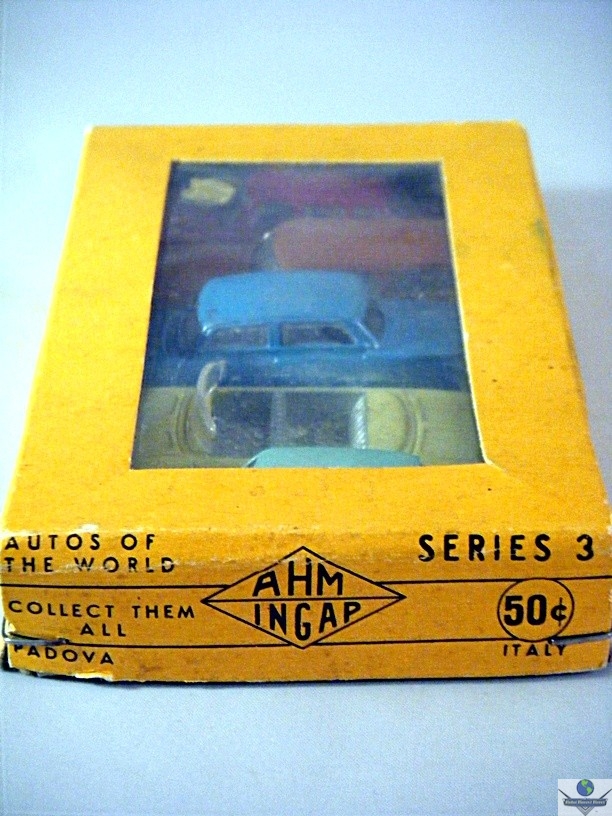 AUTOS OF
THE WORLD
COLLECT THEM
ALL
PADOVA
AHM
INGAP
SERIES 3
50¢
ITALY